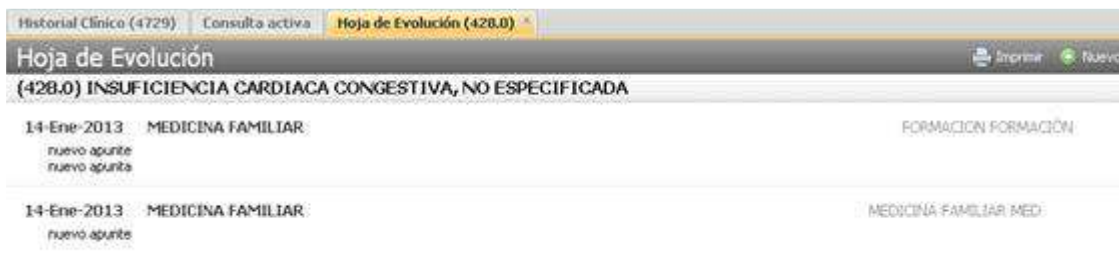 Historial Clínico (4729) Consulta activa Hoja de Evolución (428.0) ×
Hoja de Evolución Imprimir Nuevo
(428.0) INSUFICIENCIA CARDIACA CONGESTIVA, NO ESPECIFICADA
14-Ene-2013 MEDICINA FAMILIAR FORMACION FORMACIÓN
nuevo apunte
nuevo apunta
14-Ene-2013 MEDICINA FAMILIAR MEDICINA FAMILIAR MED
nuevo apunte